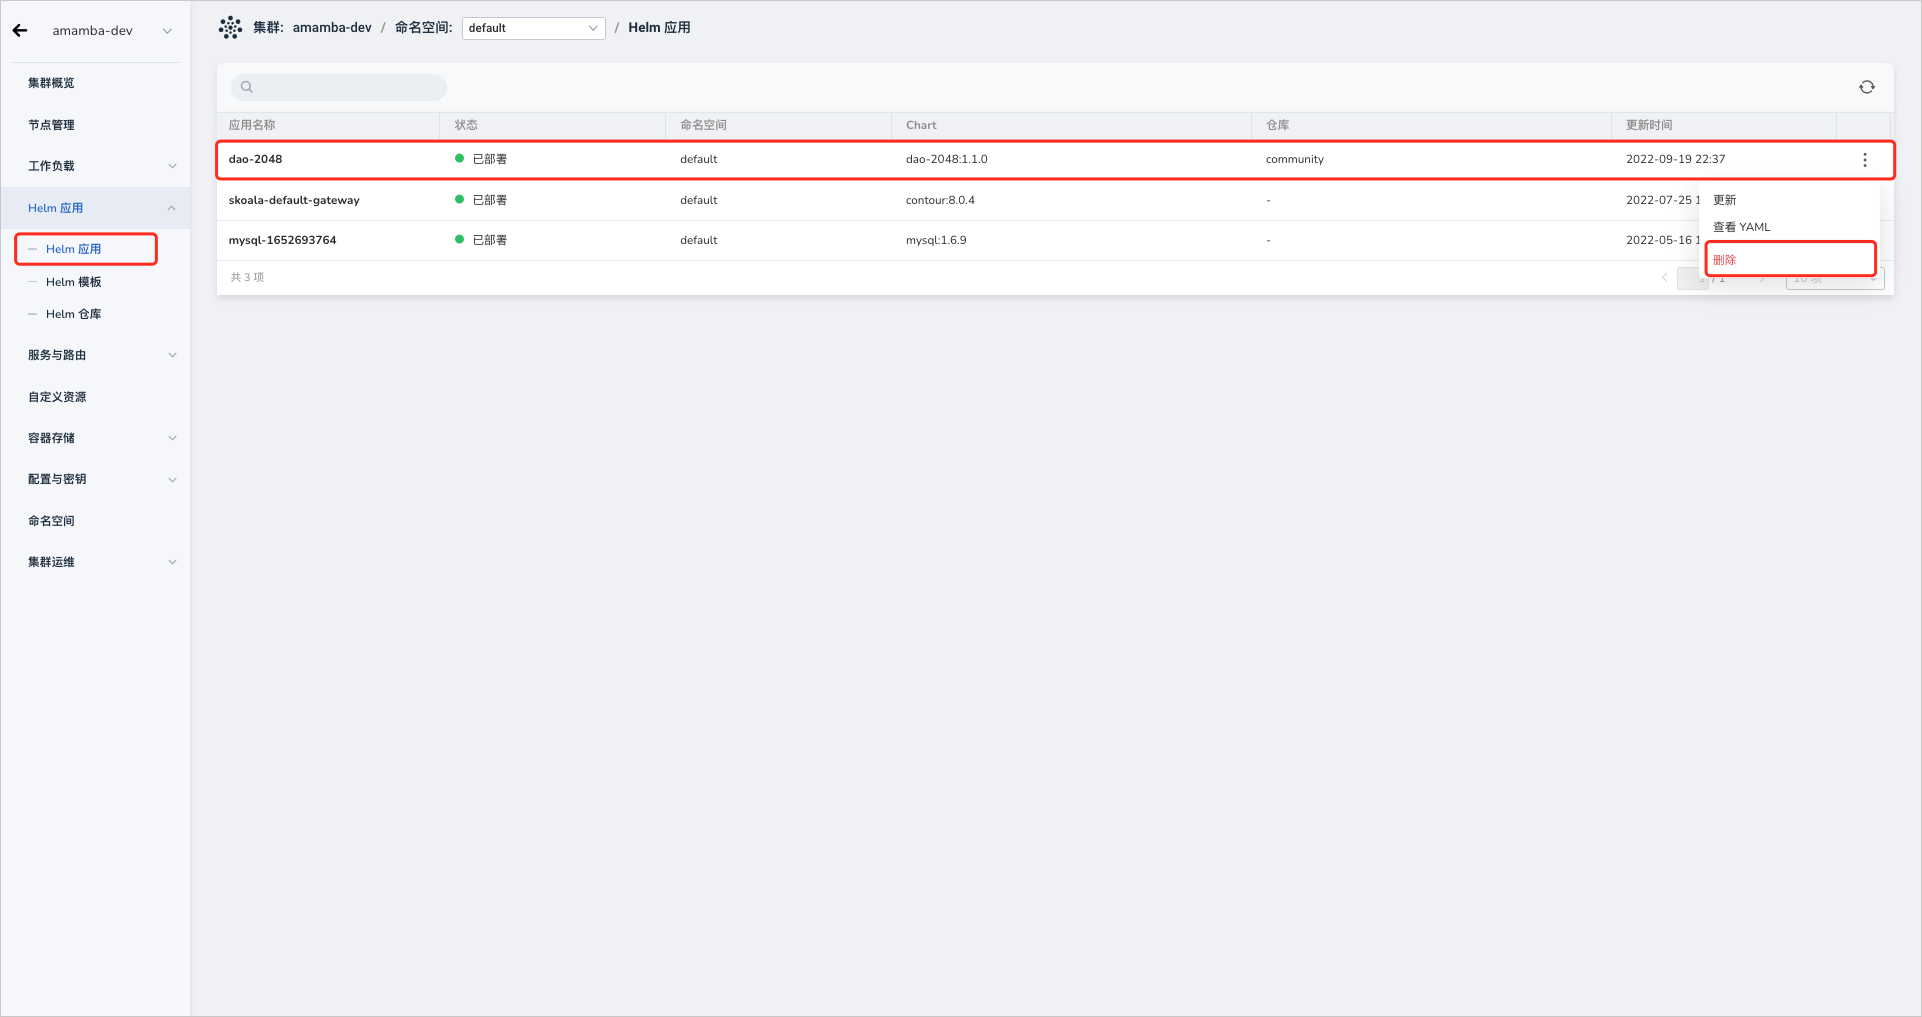 amamba-dev
集群概览
节点管理
工作负载
Helm 应用
Helm 应用
Helm 模板
Helm 仓库
服务与路由
自定义资源
容器存储
配置与密钥
命名空间
集群运维
集群: amamba-dev / 命名空间: default / Helm 应用
应用名称 状态 命名空间 Chart 仓库 更新时间
dao-2048 已部署 default dao-2048:1.1.0 community 2022-09-19 22:37
skoala-default-gateway 已部署 default contour:8.0.4 - 2022-07-25 1
mysql-1652693764 已部署 default mysql:1.6.9 - 2022-05-16 1
更新
查看 YAML
删除
共 3 项
1 / 1
10 项